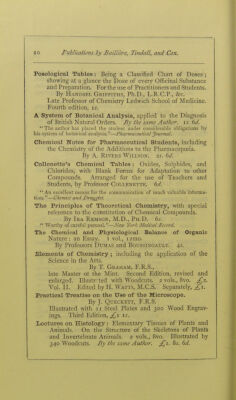 20 Publications by Baillière, Tindall, and Cox.
Posological Tables: Being a Classified Chart of Doses;
showing at a glance the Dose of every Officinal Substance
and Preparation. For the use of Practitioners and Students.
By HANDSEL GRIFFITHS, Ph.D., L.R.C.P., &c.
Late Professor of Chemistry Ledwich School of Medicine.
Fourth edition, 1s.
A System of Botanical Analysis, applied to the Diagnosis
of British Natural Orders. By the same Author. 1s. 6d.
"The author has placed the student under considerable obligations by
his system of botanical analysis."—Pharmaceutical Journal.
Chemical Notes for Pharmaceutical Students, including
the Chemistry of the Additions to the Pharmacopœia.
By A. RIVERS WILLSON. 2s. 6d.
Collenette's Chemical Tables: Oxides, Sulphides, and
Chlorides, with Blank Forms for Adaptation to other
Compounds. Arranged for the use of Teachers and
Students, by Professor COLLENETTE. 6d.
"An excellent means for the communication of much valuable informa-
tion."—Chemist and Druggist.
The Principles of Theoretical Chemistry, with special
reference to the constitution of Chemical Compounds.
By IRA REMSEN, M.D., Ph.D. 6s.
"Worthy of careful perusal."—New York Medical Record.
The Chemical and Physiological Balance of Organic
Nature: an Essay. 1 vol., 12mo.
By Professors DUMAS and BOUSSINGAULT. 4s.
Elements of Chemistry; including the application of the
Science in the Arts.
By T. GRAHAM, F.R.S.,
late Master at the Mint. Second Edition, revised and
enlarged. Illustrated with Woodcuts. 2 vols., 8vo. £2.
Vol. II. Edited by H. WATTS, M.C.S. Separately, £1.
Practical Treatise on the Use of the Microscope.
By J. QUECKETT, F.R.S.
Illustrated with 12 Steel Plates and 300 Wood Engrav-
ings. Third Edition, £1 1s.
Lectures on Histology: Elementary Tissues of Plants and
Animals. On the Structure of the Skeletons of Plants
and Invertebrate Animals. 2 vols., 8vo. Illustrated by
340 Woodcuts. By the same Author. £1. 8s. 6d.